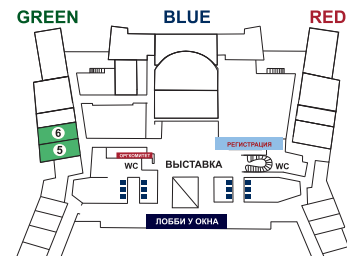 GREEN BLUE RED
6
5
РЕГИСТРАЦИЯ
ОРГКОМИТЕТ
WC ВЫСТАВКА WC
ЛОББИ У ОКНА